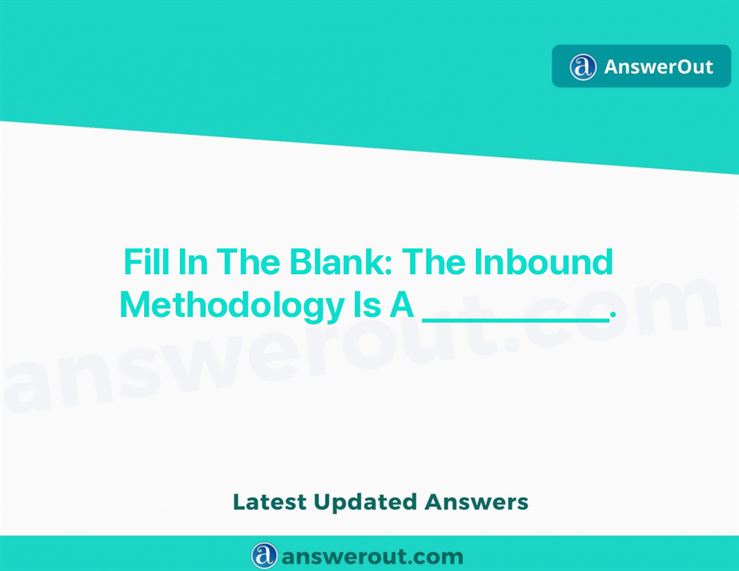 AnswerOut
Fill In The Blank: The Inbound
Methodology Is A __________.
answerout.com
Latest Updated Answers
answerout.com